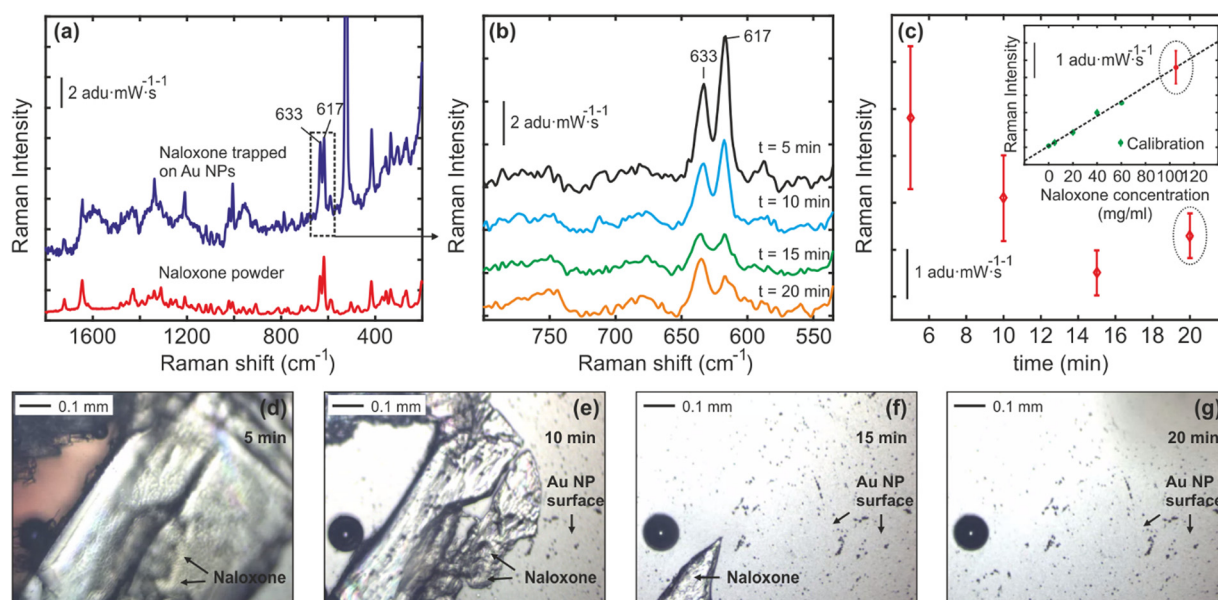 (a)
2 adu·mW·s⁻¹⁻¹
633
617
Naloxone trapped
on Au NPs
Naloxone powder
Raman Intensity
1600
1200
800
400
Raman shift (cm⁻¹)
(b)
617
633
2 adu·mW·s⁻¹⁻¹
t = 5 min
t = 10 min
t = 15 min
t = 20 min
Raman Intensity
750
700
650
600
550
Raman shift (cm⁻¹)
(c)
1 adu·mW·s⁻¹⁻¹
Raman Intensity
Calibration
0
20
40
60
80
100
120
Naloxone concentration
(mg/ml)
1 adu·mW·s⁻¹⁻¹
Raman Intensity
6
8
10
12
14
16
18
20
time (min)
0.1 mm
(d)
5 min
Naloxone
0.1 mm
(e)
10 min
Au NP
surface
Naloxone
0.1 mm
(f)
15 min
Au NP
surface
Naloxone
0.1 mm
(g)
20 min
Au NP
surface